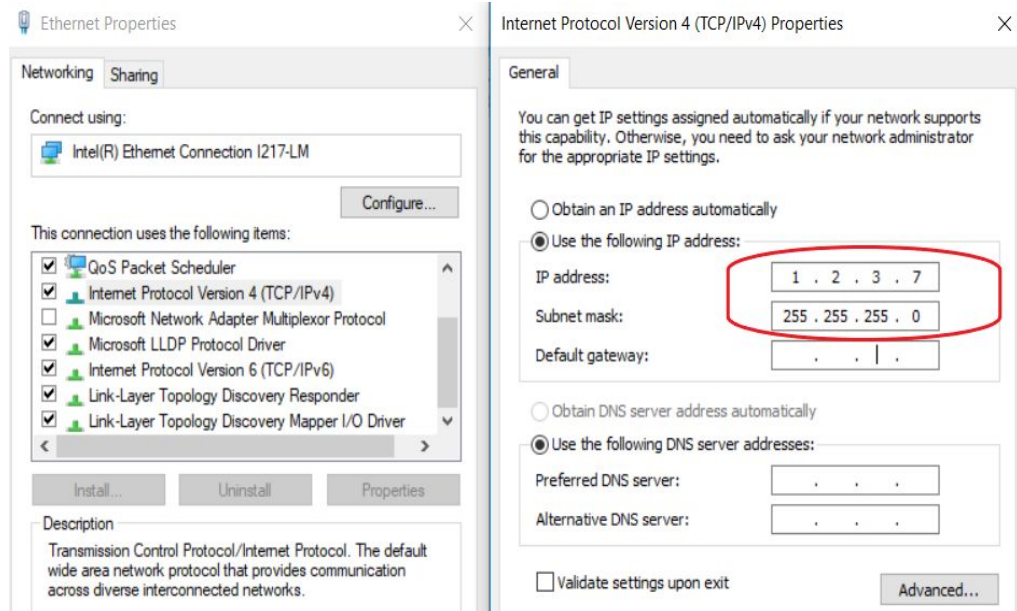 Ethernet Properties
Networking
Sharing
Connect using:
Intel(R) Ethernet Connection I217-LM
Configure...
This connection uses the following items:
QoS Packet Scheduler
Internet Protocol Version 4 (TCP/IPv4)
Microsoft Network Adapter Multiplexor Protocol
Microsoft LLDP Protocol Driver
Internet Protocol Version 6 (TCP/IPv6)
Link-Layer Topology Discovery Responder
Link-Layer Topology Discovery Mapper I/O Driver
Install...
Uninstall
Properties
Description
Transmission Control Protocol/Internet Protocol. The default
wide area network protocol that provides communication
across diverse interconnected networks.
Internet Protocol Version 4 (TCP/IPv4) Properties
General
You can get IP settings assigned automatically if your network supports
this capability. Otherwise, you need to ask your network administrator
for the appropriate IP settings.
Obtain an IP address automatically
Use the following IP address:
IP address: 1 . 2 . 3 . 7
Subnet mask: 255 . 255 . 255 . 0
Default gateway: . . .
Obtain DNS server address automatically
Use the following DNS server addresses:
Preferred DNS server: . . .
Alternative DNS server: . . .
Validate settings upon exit
Advanced...